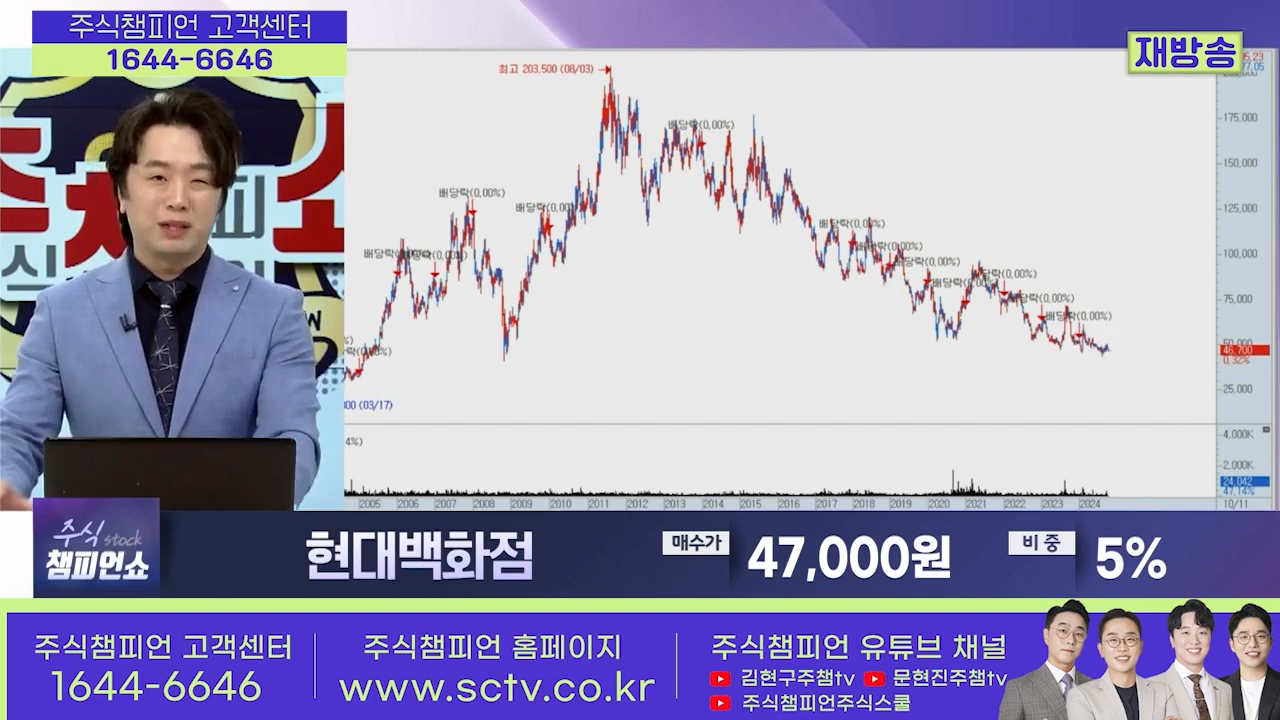 주식챔피언 고객센터
1644-6646
재방송
최고 203,500 (08/03)
배당락(0,00%)
배당락(0,00%)
배당락(0,00%)
배당락(0,00%)
배당락(0,00%)
배당락(0,00%)
배당락(0,00%)
175,000
150,000
125,000
100,000
75,000
50,000
46,700
0,32%
25,000
(03/17)
4%)
4,000K
2,000K
24,042
47,14%
2005 2006 2007 2008 2009 2010 2011 2012 2013 2014 2015 2016 2017 2018 2019 2020 2021 2022 2023 2024 10/11
주식 stock
챔피언쇼
현대백화점
매수가
47,000원
비중
5%
주식챔피언 고객센터
1644-6646
주식챔피언 홈페이지
www.sctv.co.kr
주식챔피언 유튜브 채널
김현구주챔tv 문현진주챔tv
주식챔피언주식스쿨